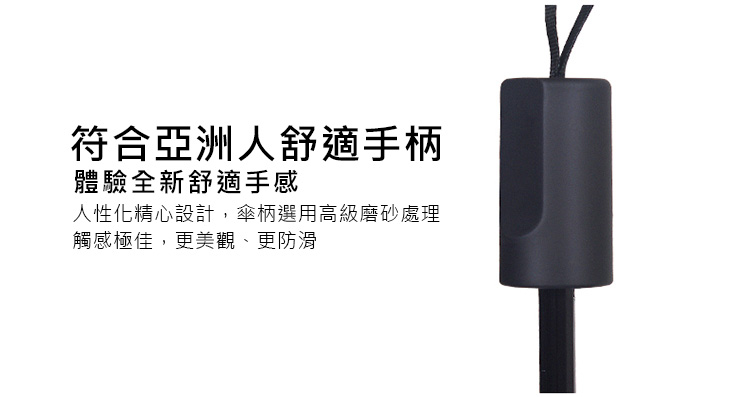 符合亞洲人舒適手柄
體驗全新舒適手感
人性化精心設計，傘柄選用高級磨砂處理
觸感極佳，更美觀、更防滑